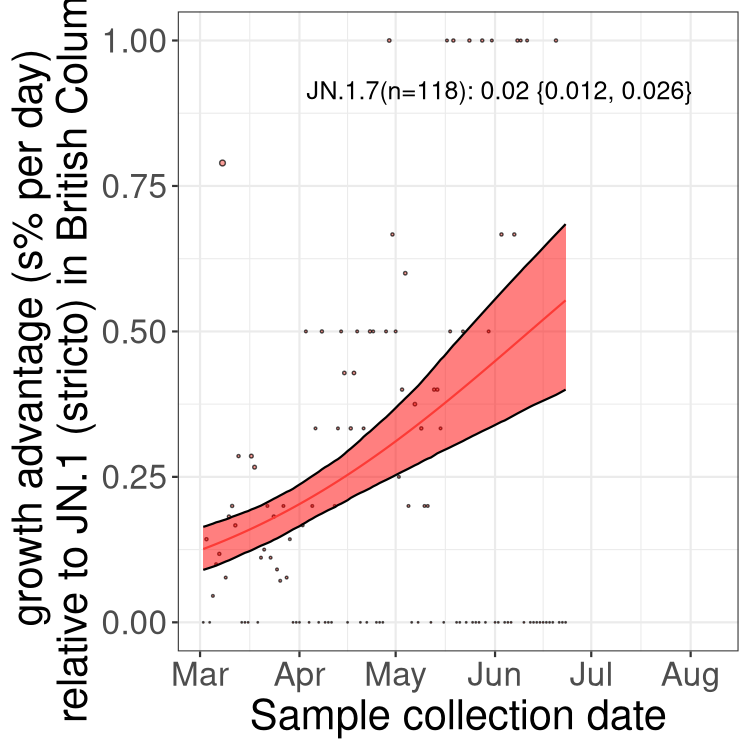 growth advantage (s% per day)
relative to JN.1 (stricto) in British Colum
1.00
0.75
0.50
0.25
0.00
JN.1.7(n=118): 0.02 {0.012, 0.026}
Mar Apr May Jun Jul Aug
Sample collection date